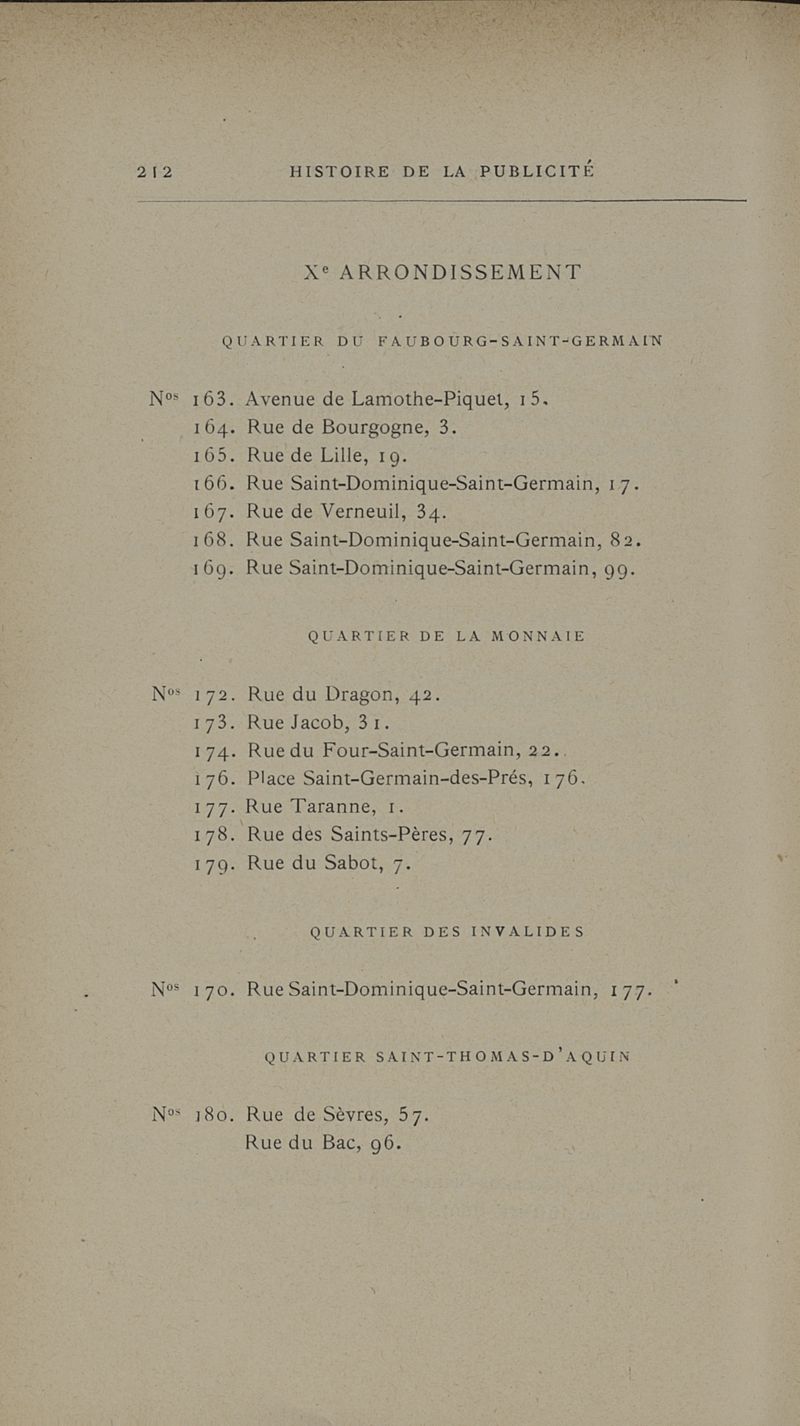 212 HISTOIRE DE LA PUBLICITÉ
Xe ARRONDISSEMENT
QUARTIER DU FAUBOURG-SAINT-GERMAIN
Nos 163. Avenue de Lamothe-Piquet, 15.
164. Rue de Bourgogne, 3.
165. Rue de Lille, 19.
166. Rue Saint-Dominique-Saint-Germain, 17.
167. Rue de Verneuil, 34.
168. Rue Saint-Dominique-Saint-Germain, 82.
169. Rue Saint-Dominique-Saint-Germain, 99.
QUARTIER DE LA MONNAIE
Nos 172. Rue du Dragon, 42.
173. Rue Jacob, 31.
174. Rue du Four-Saint-Germain, 22.
176. Place Saint-Germain-des-Prés, 176.
177. Rue Taranne, 1.
178. Rue des Saints-Pères, 77.
179. Rue du Sabot, 7.
QUARTIER DES INVALIDES
Nos 170. Rue Saint-Dominique-Saint-Germain, 177.
QUARTIER SAINT-THOMAS-D'AQUIN
Nos 180. Rue de Sèvres, 57.
Rue du Bac, 96.